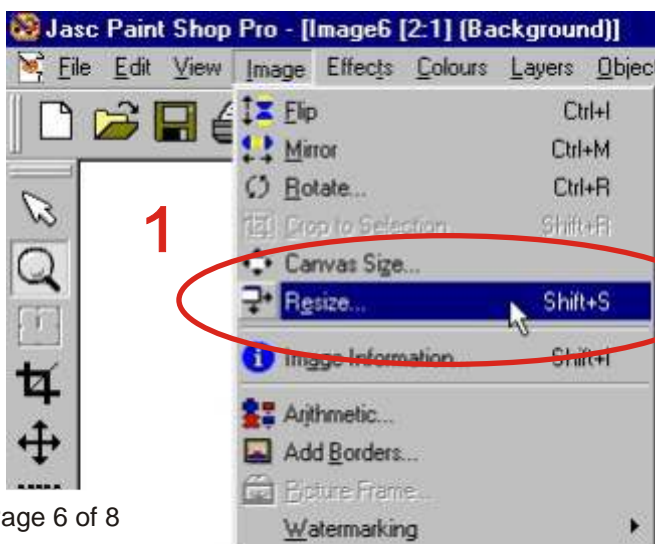 Jasc Paint Shop Pro - [Image6 [2:1] (Background)]
File Edit View Image Effects Colours Layers Objec
Flip Ctrl+I
Mirror Ctrl+M
Rotate... Ctrl+R
Crop to Selection Shift+R
1
Canvas Size...
Resize... Shift+S
Image Information... Shift+I
Arithmetic...
Add Borders...
Picture Frame...
age 6 of 8
Watermarking